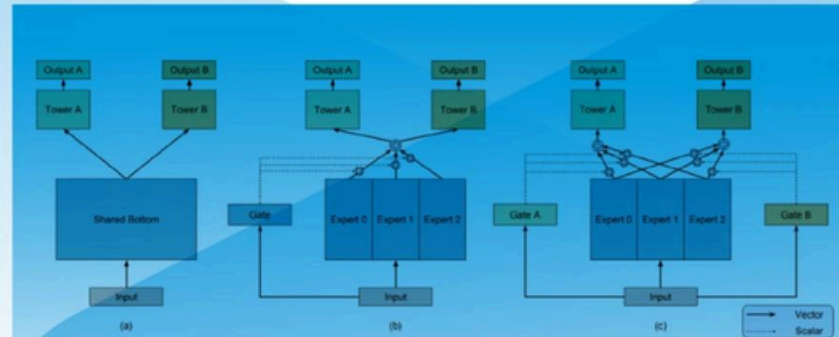 Output A Output B Output A Output B Output A Output B
Tower A Tower B Tower A Tower B Tower A Tower B
Shared Bottom Gate Expert 0 Expert 1 Expert 2 Gate A Expert 0 Expert 1 Expert 2 Gate B
Input Input Input
(a) (b) (c)
Vector
Scalar